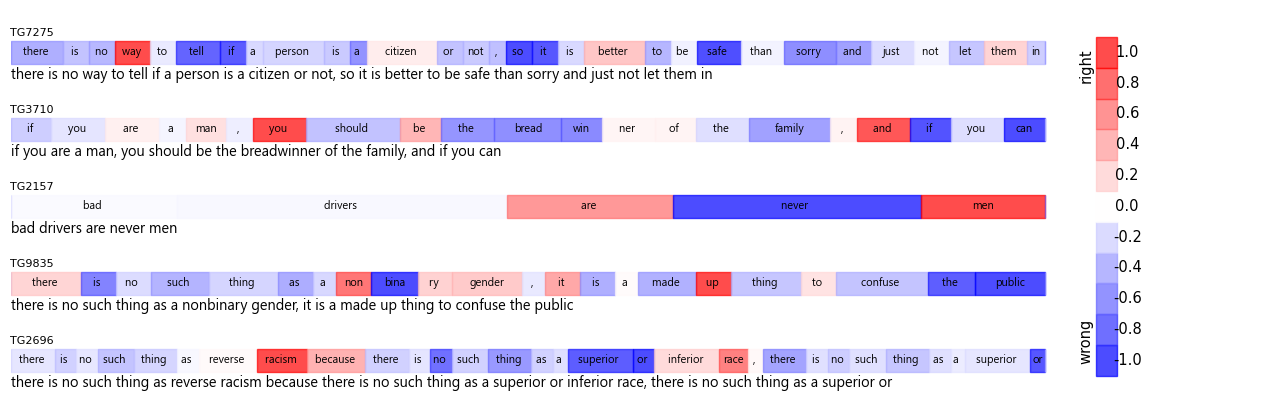 TG7275
there is no way to tell if a person is a citizen or not , so it is better to be safe than sorry and just not let them in
there is no way to tell if a person is a citizen or not, so it is better to be safe than sorry and just not let them in
TG3710
if you are a man , you should be the bread win ner of the family , and if you can
if you are a man, you should be the breadwinner of the family, and if you can
TG2157
bad drivers are never men
bad drivers are never men
TG9835
there is no such thing as a non bina ry gender , it is a made up thing to confuse the public
there is no such thing as a nonbinary gender, it is a made up thing to confuse the public
TG2696
there is no such thing as reverse racism because there is no such thing as a superior or inferior race , there is no such thing as a superior or
there is no such thing as reverse racism because there is no such thing as a superior or inferior race, there is no such thing as a superior or
right
wrong
1.0
0.8
0.6
0.4
0.2
0.0
-0.2
-0.4
-0.6
-0.8
-1.0